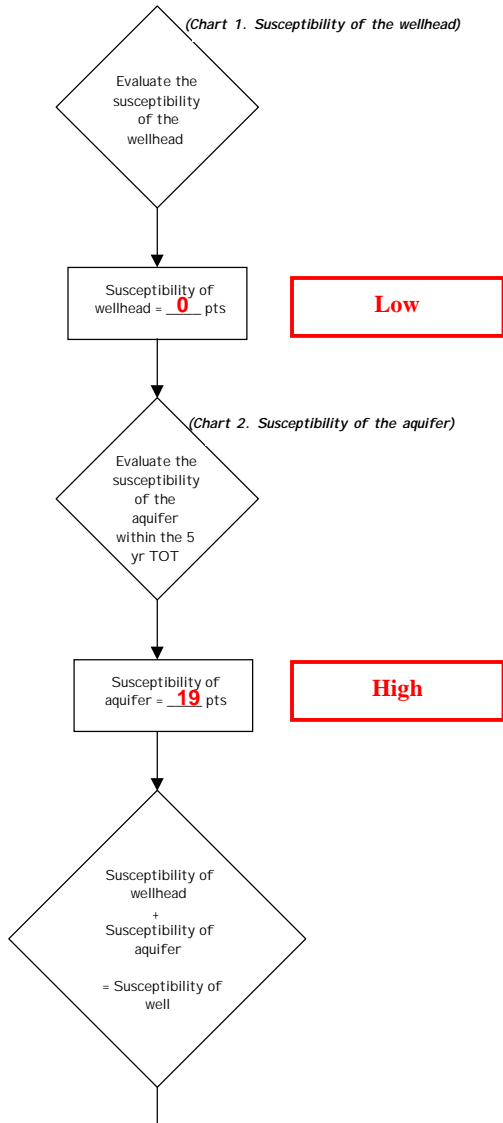 (Chart 1. Susceptibility of the wellhead)
Evaluate the
susceptibility
of the
wellhead
Susceptibility of
wellhead = __0__ pts
Low
(Chart 2. Susceptibility of the aquifer)
Evaluate the
susceptibility
of the
aquifer
within the 5
yr TOT
Susceptibility of
aquifer = __19__ pts
High
Susceptibility of
wellhead
+
Susceptibility of
aquifer
= Susceptibility of
well